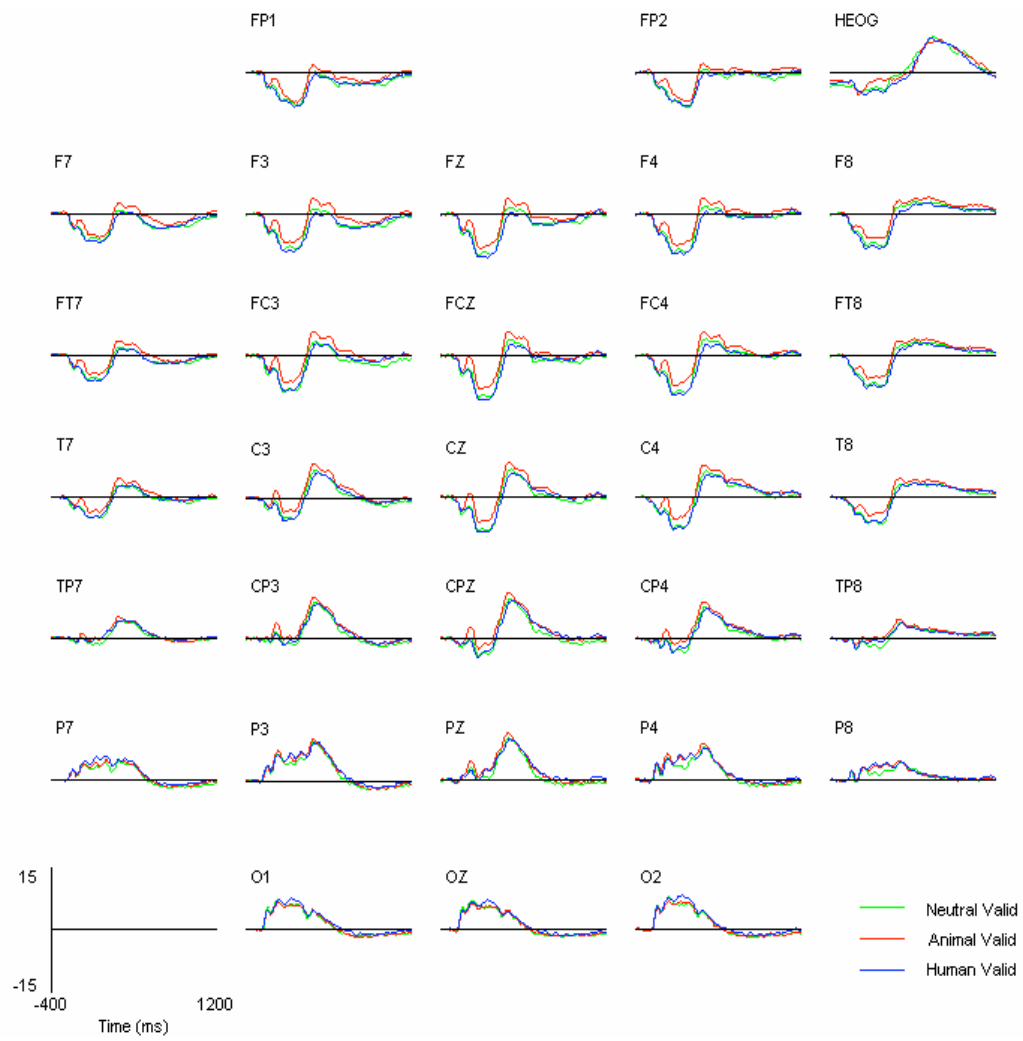 FP1 FP2 HEOG
F7 F3 FZ F4 F8
FT7 FC3 FCZ FC4 FT8
T7 C3 CZ C4 T8
TP7 CP3 CPZ CP4 TP8
P7 P3 PZ P4 P8
15 O1 OZ O2
Neutral Valid
Animal Valid
Human Valid
-15
-400 1200
Time (ms)